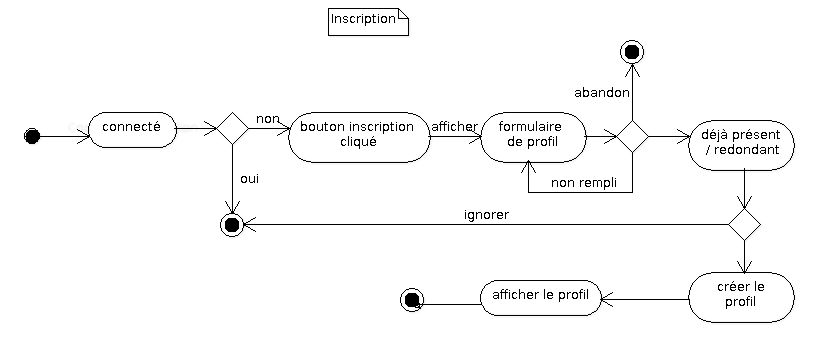 Inscription
abandon
connecté
non
bouton inscription
cliqué
afficher
formulaire
de profil
déjà présent
/ redondant
oui
non rempli
ignorer
afficher le profil
créer le
profil